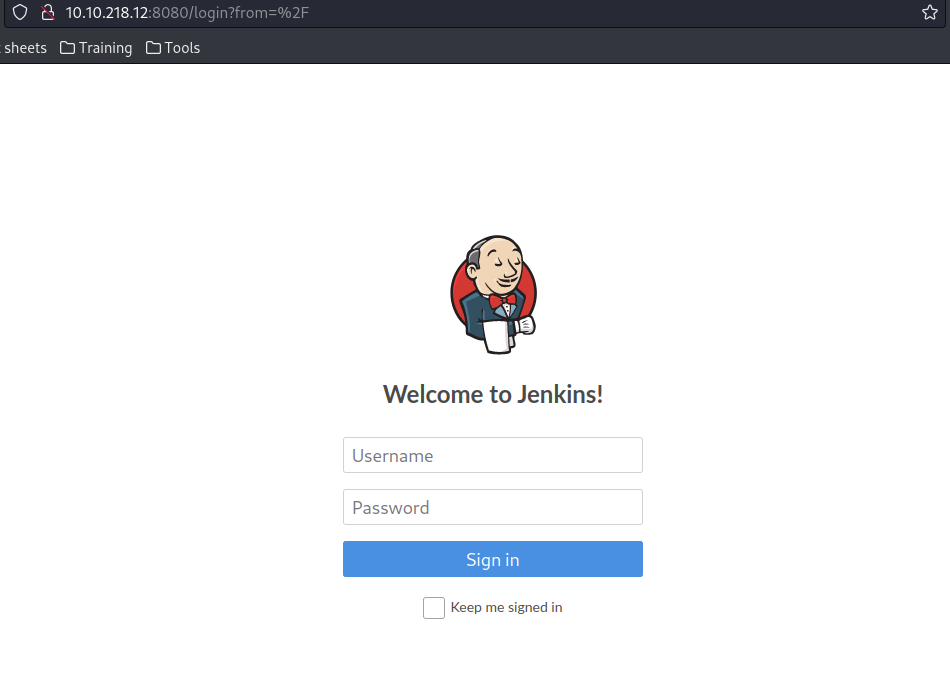 10.10.218.12:8080/login?from=%2F
sheets Training Tools
Welcome to Jenkins!
Username
Password
Sign in
Keep me signed in